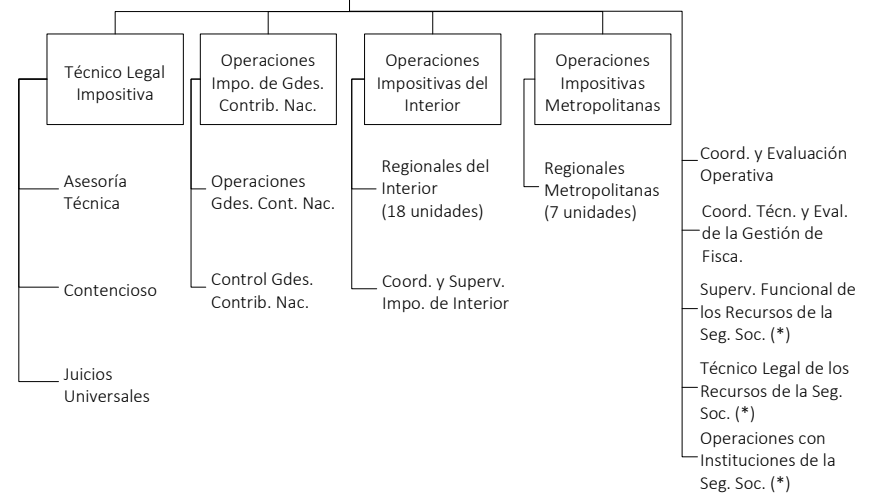 Técnico Legal
Impositiva
Operaciones
Impo. de Gdes.
Contrib. Nac.
Operaciones
Impositivas del
Interior
Operaciones
Impositivas
Metropolitanas
Asesoría
Técnica
Contencioso
Juicios
Universales
Operaciones
Gdes. Cont. Nac.
Control Gdes.
Contrib. Nac.
Regionales del
Interior
(18 unidades)
Coord. y Superv.
Impo. de Interior
Regionales
Metropolitanas
(7 unidades)
Coord. y Evaluación
Operativa
Coord. Técn. y Eval.
de la Gestión de
Fisca.
Superv. Funcional de
los Recursos de la
Seg. Soc. (*)
Técnico Legal de los
Recursos de la Seg.
Soc. (*)
Operaciones con
Instituciones de la
Seg. Soc. (*)